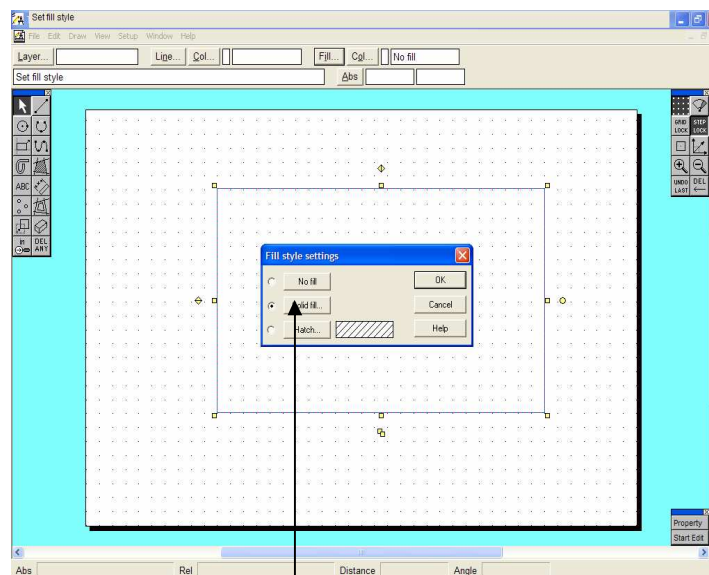 Set fill style
File Edit Draw View Setup Window Help
Layer... Line... Col... Fill... Col... No fill
Set fill style Abs
GRID LOCK STEP LOCK
ABC
UNDO LAST DEL
DEL ANY
Fill style settings
No fill OK
Solid fill... Cancel
Hatch... Help
Property
Start Edit
Abs Rel Distance Angle